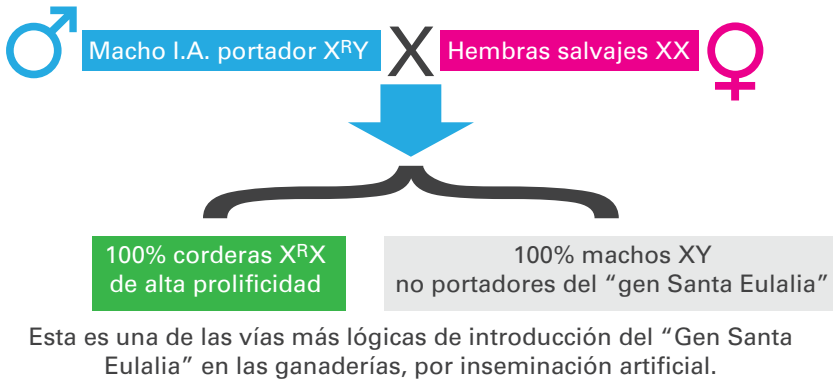 Macho I.A. portador XᴿY X Hembras salvajes XX
100% corderas XᴿX
de alta prolificidad
100% machos XY
no portadores del “gen Santa Eulalia”
Esta es una de las vías más lógicas de introducción del “Gen Santa
Eulalia” en las ganaderías, por inseminación artificial.